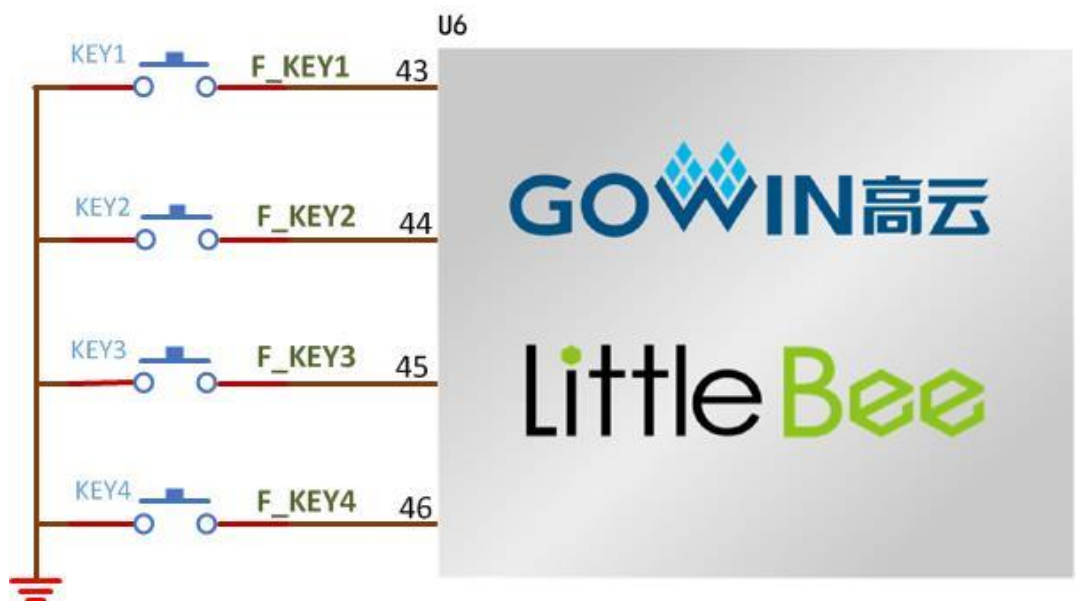 U6
KEY1 F_KEY1 43
KEY2 F_KEY2 44
GOWIN高云
KEY3 F_KEY3 45
LittleBee
KEY4 F_KEY4 46